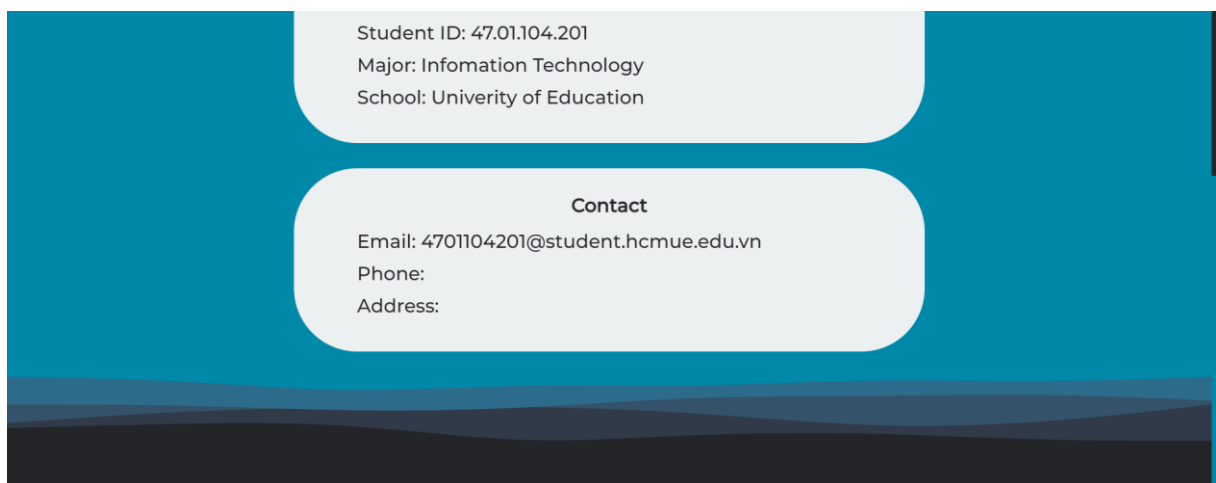 Student ID: 47.01.104.201
Major: Infomation Technology
School: Univerity of Education
Contact
Email: 4701104201@student.hcmue.edu.vn
Phone:
Address: